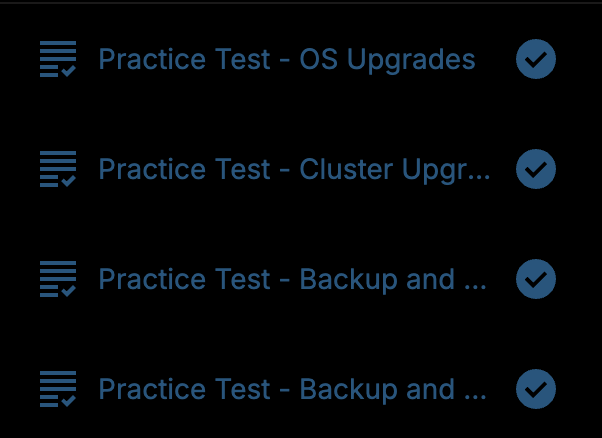 Practice Test - OS Upgrades
Practice Test - Cluster Upgr...
Practice Test - Backup and ...
Practice Test - Backup and ...